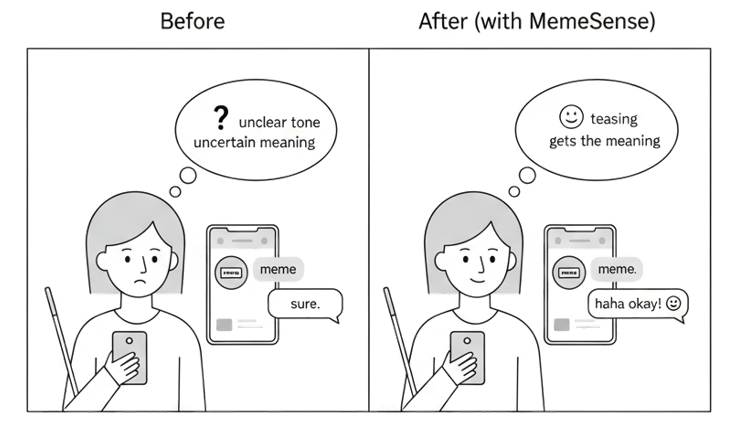 Before
After (with MemeSense)
? unclear tone
uncertain meaning
meme
sure.
teasing
gets the meaning
meme.
haha okay!